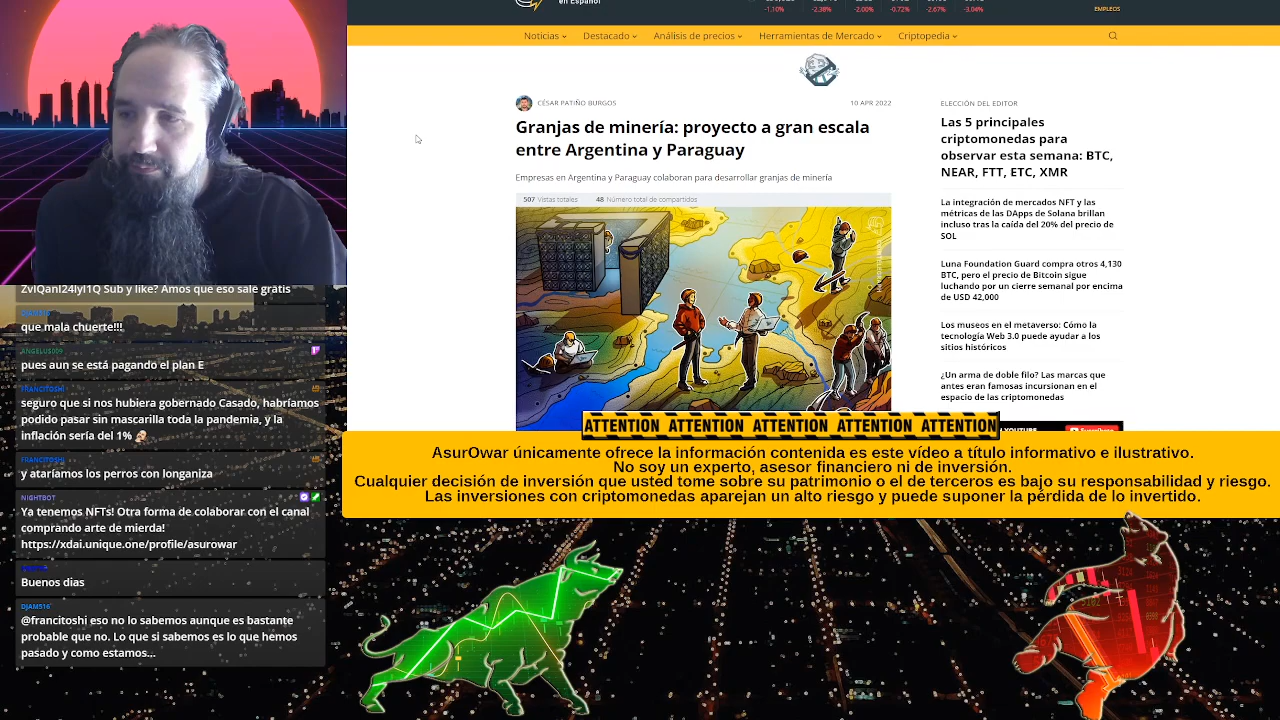 en Español
-1.10% -2.38% -2.00% -0.72% -2.67% -3.04%
EMPLEOS
Noticias Destacado Análisis de precios Herramientas de Mercado Criptopedia
CÉSAR PATIÑO BURGOS 10 APR 2022
Granjas de minería: proyecto a gran escala
entre Argentina y Paraguay
Empresas en Argentina y Paraguay colaboran para desarrollar granjas de minería
507 Vistas totales 48 Número total de compartidos
ELECCIÓN DEL EDITOR
Las 5 principales
criptomonedas para
observar esta semana: BTC,
NEAR, FTT, ETC, XMR
La integración de mercados NFT y las
métricas de las DApps de Solana brillan
incluso tras la caída del 20% del precio de
SOL
Luna Foundation Guard compra otros 4,130
BTC, pero el precio de Bitcoin sigue
luchando por un cierre semanal por encima
de USD 42,000
Los museos en el metaverso: Cómo la
tecnología Web 3.0 puede ayudar a los
sitios históricos
¿Un arma de doble filo? Las marcas que
antes eran famosas incursionan en el
espacio de las criptomonedas
Sub y like? Amos que eso sale gratis
que mala chuerte!!!
ANGELUS009
pues aun se está pagando el plan E
FRANCITOSHI
seguro que si nos hubiera gobernado Casado, habríamos
podido pasar sin mascarilla toda la pandemia, y la
inflación sería del 1%
FRANCITOSHI
y ataríamos los perros con longaniza
NIGHTBOT
Ya tenemos NFTs! Otra forma de colaborar con el canal
comprando arte de mierda!
https://xdai.unique.one/profile/asurowar
Buenos dias
DJAM516
@francitoshi eso no lo sabemos aunque es bastante
probable que no. Lo que si sabemos es lo que hemos
pasado y como estamos...
ATTENTION ATTENTION ATTENTION ATTENTION ATTENTION
AsurOwar únicamente ofrece la información contenida es este vídeo a título informativo e ilustrativo.
No soy un experto, asesor financiero ni de inversión.
Cualquier decisión de inversión que usted tome sobre su patrimonio o el de terceros es bajo su responsabilidad y riesgo.
Las inversiones con criptomonedas aparejan un alto riesgo y puede suponer la pérdida de lo invertido.